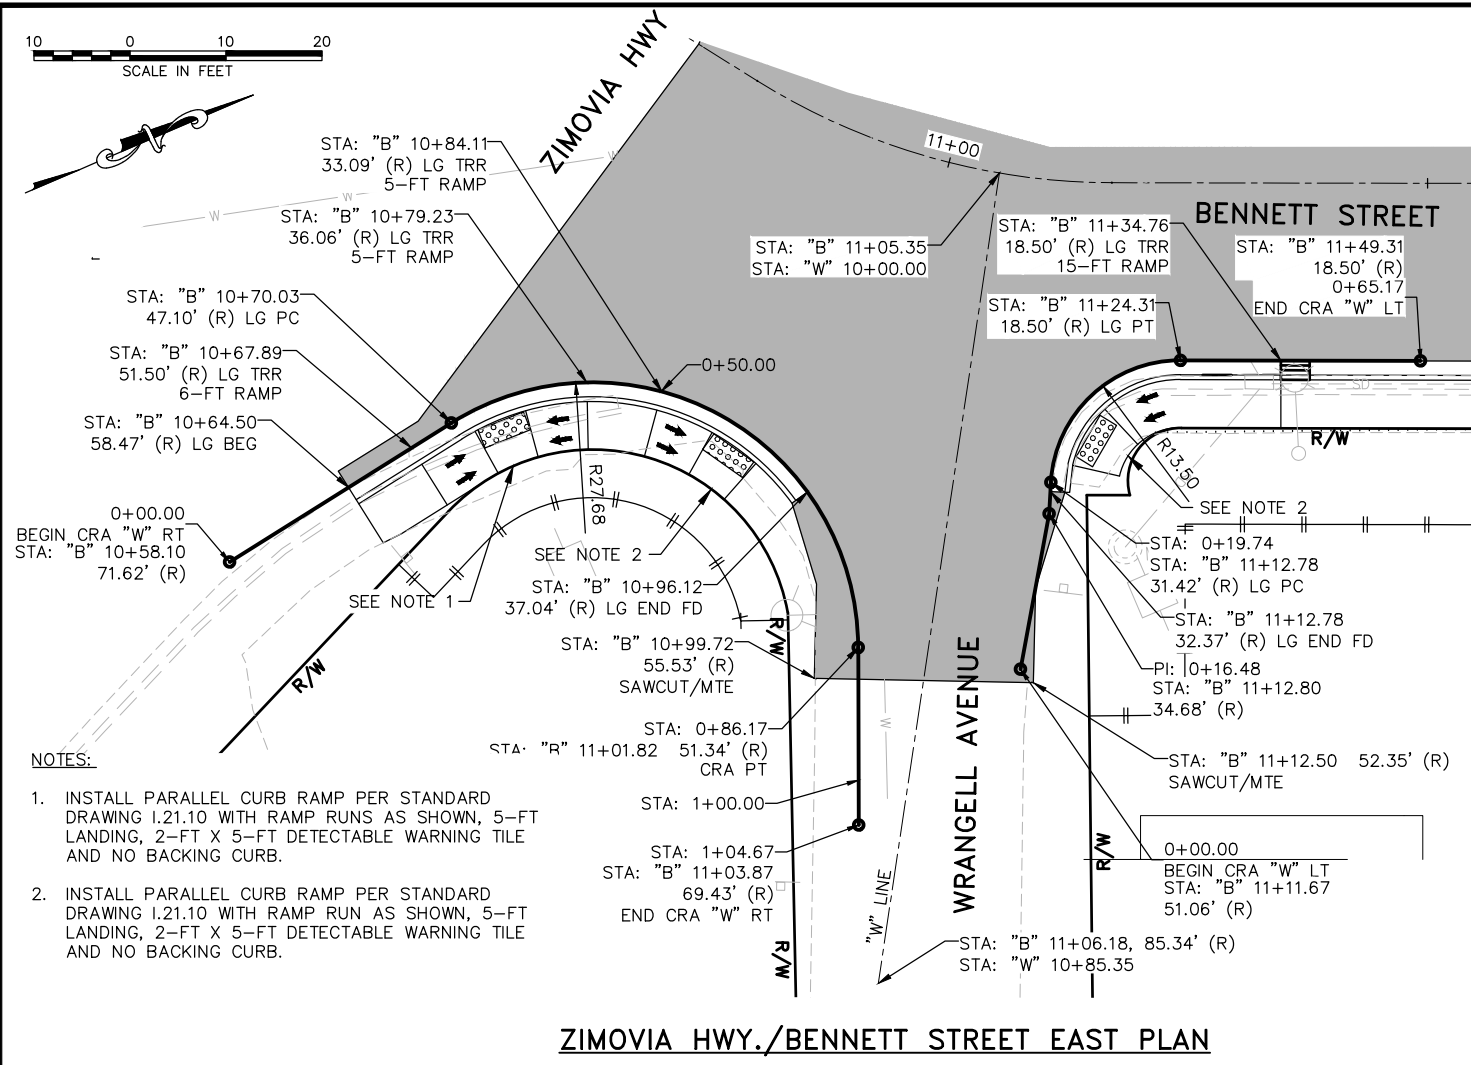 10 0 10 20
SCALE IN FEET
ZIMOVIA HWY
STA: "B" 10+84.11
33.09' (R) LG TRR
5-FT RAMP
STA: "B" 10+79.23
36.06' (R) LG TRR
5-FT RAMP
STA: "B" 10+70.03
47.10' (R) LG PC
STA: "B" 10+67.89
51.50' (R) LG TRR
6-FT RAMP
STA: "B" 10+64.50
58.47' (R) LG BEG
0+00.00
BEGIN CRA "W" RT
STA: "B" 10+58.10
71.62' (R)
W
W
W
11+00
BENNETT STREET
STA: "B" 11+05.35
STA: "W" 10+00.00
STA: "B" 11+34.76
18.50' (R) LG TRR
15-FT RAMP
STA: "B" 11+49.31
18.50' (R)
0+65.17
END CRA "W" LT
STA: "B" 11+24.31
18.50' (R) LG PT
0+50.00
SD
R/W
R13.50
R27.68
SEE NOTE 2
SEE NOTE 2
SEE NOTE 1
STA: "B" 10+96.12
37.04' (R) LG END FD
STA: "B" 10+99.72
55.53' (R)
SAWCUT/MTE
STA: 0+86.17
STA: "B" 11+01.82 51.34' (R)
CRA PT
STA: 1+00.00
STA: 1+04.67
STA: "B" 11+03.87
69.43' (R)
END CRA "W" RT
STA: 0+19.74
STA: "B" 11+12.78
31.42' (R) LG PC
STA: "B" 11+12.78
32.37' (R) LG END FD
PI: 0+16.48
STA: "B" 11+12.80
34.68' (R)
STA: "B" 11+12.50 52.35' (R)
SAWCUT/MTE
0+00.00
BEGIN CRA "W" LT
STA: "B" 11+11.67
51.06' (R)
R/W
R/W
R/W
R/W
W
"W" LINE
WRANGELL AVENUE
STA: "B" 11+06.18, 85.34' (R)
STA: "W" 10+85.35
NOTES:
1. INSTALL PARALLEL CURB RAMP PER STANDARD
DRAWING I.21.10 WITH RAMP RUNS AS SHOWN, 5-FT
LANDING, 2-FT X 5-FT DETECTABLE WARNING TILE
AND NO BACKING CURB.
2. INSTALL PARALLEL CURB RAMP PER STANDARD
DRAWING I.21.10 WITH RAMP RUN AS SHOWN, 5-FT
LANDING, 2-FT X 5-FT DETECTABLE WARNING TILE
AND NO BACKING CURB.
ZIMOVIA HWY./BENNETT STREET EAST PLAN